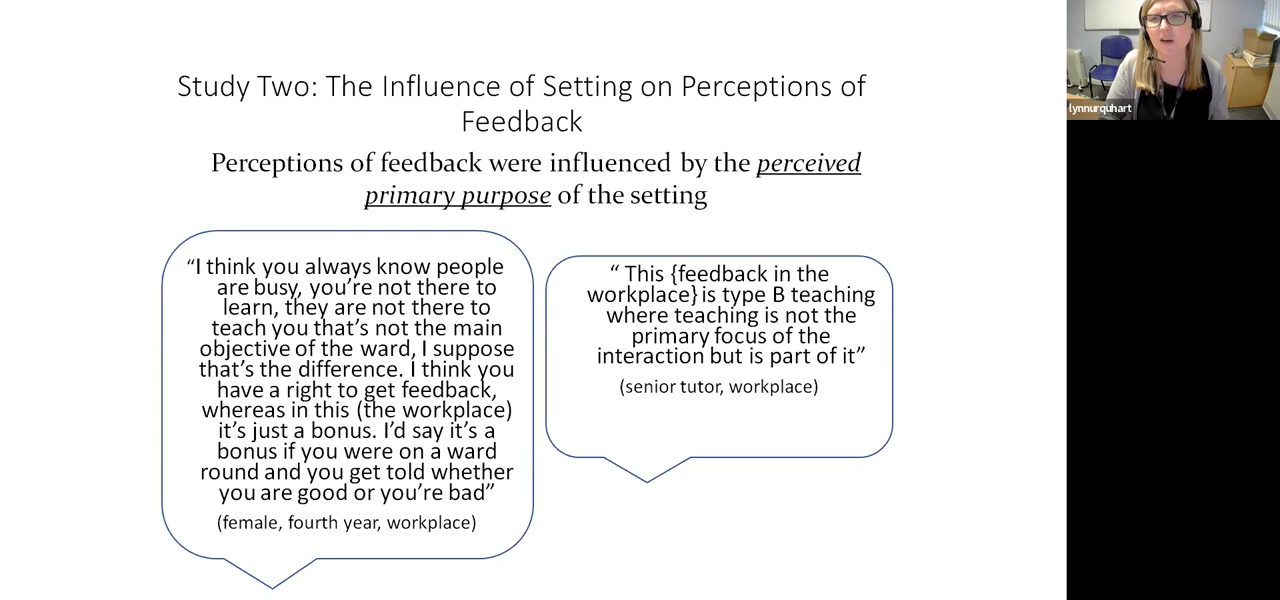 Study Two: The Influence of Setting on Perceptions of
Feedback
Perceptions of feedback were influenced by the perceived
primary purpose of the setting
“I think you always know people
are busy, you’re not there to
learn, they are not there to
teach you that’s not the main
objective of the ward, I suppose
that’s the difference. I think you
have a right to get feedback,
whereas in this (the workplace)
it’s just a bonus. I’d say it’s a
bonus if you were on a ward
round and you get told whether
you are good or you’re bad”
(female, fourth year, workplace)
“ This {feedback in the
workplace} is type B teaching
where teaching is not the
primary focus of the
interaction but is part of it”
(senior tutor, workplace)
lynnurquhart